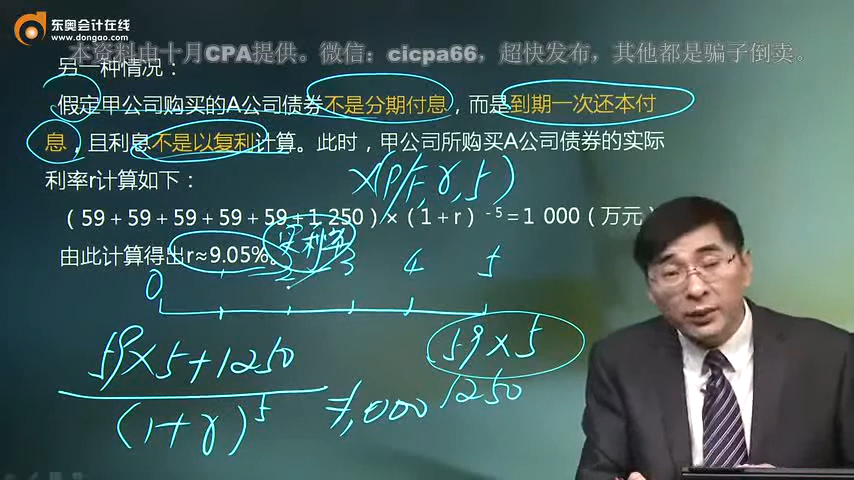 东奥会计在线
www.dongao.com
本资料由十月CPA提供。微信：cicpa66，超快发布，其他都是骗子倒卖。
另一种情况：
假定甲公司购买的A公司债券不是分期付息，而是到期一次还本付
息，且利息不是以复利计算。此时，甲公司所购买A公司债券的实际
利率r计算如下：
×(P/F,r,5)
（59＋59＋59＋59＋59＋1 250）×（1＋r）⁻⁵＝1 000（万元）
由此计算得出r≈9.05%。
实利率
0 4 5
59×5+1250
(1+r)⁵
=1,000
59×5
1250